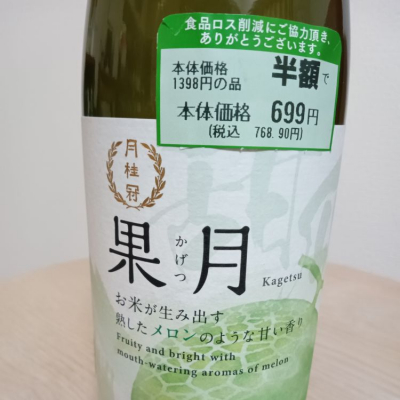 食品ロス削減にご協力頂き、
ありがとうございます。
本体価格
1398円の品
半額で
本体価格 699円
(税込 768.90円)
月桂冠
果月
かげつ
Kagetsu
お米が生み出す
熟したメロンのような甘い香り
Fruity and bright with
mouth-watering aromas of melon